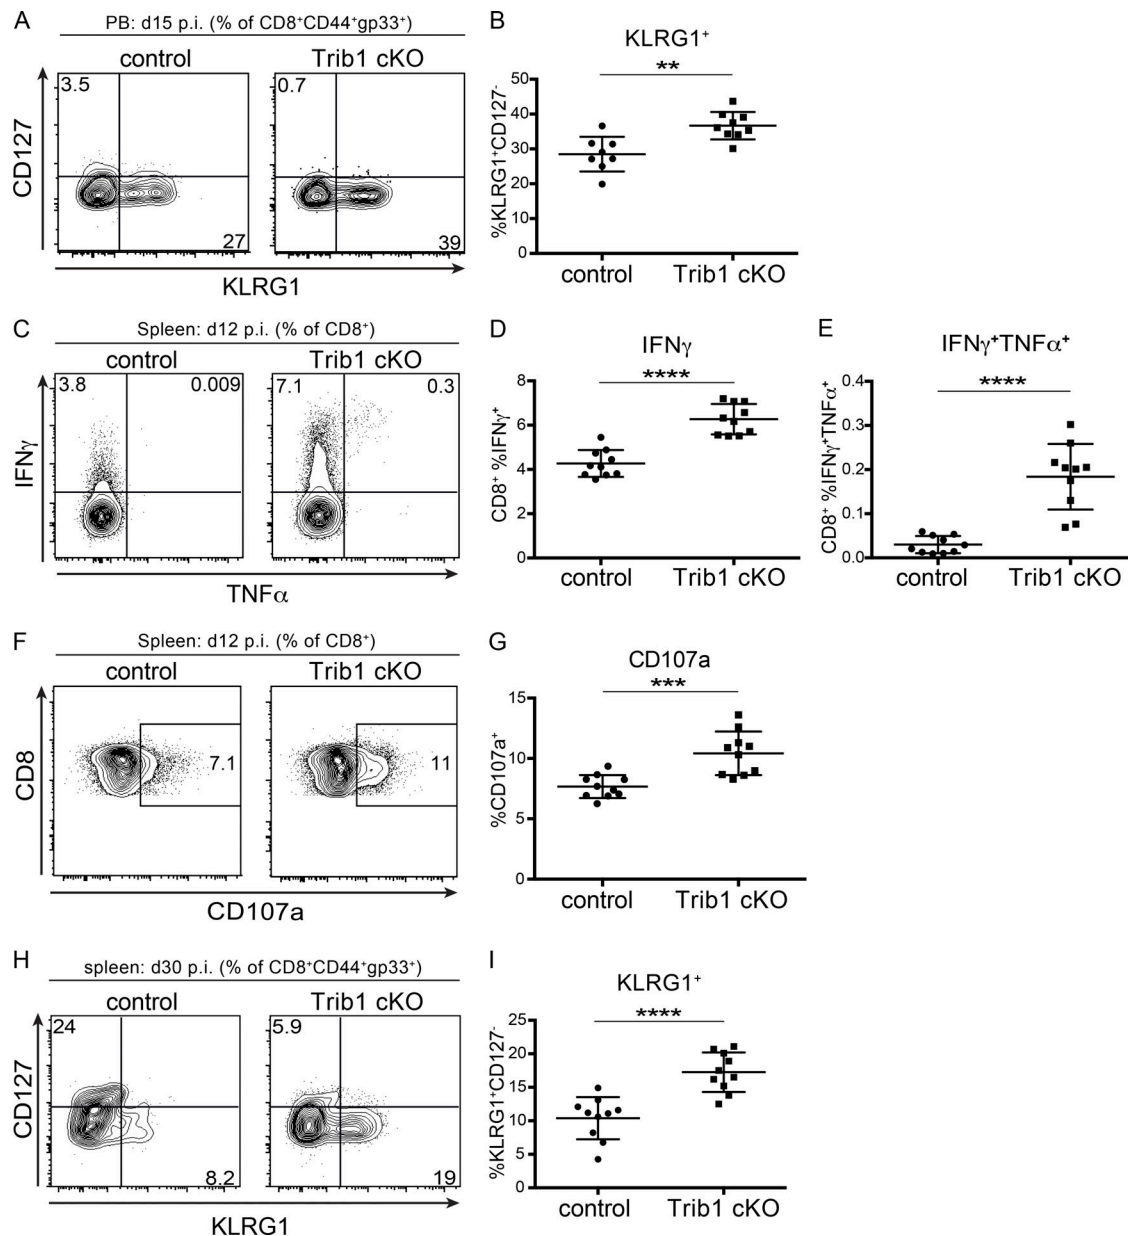 A
PB: d15 p.i. (% of CD8⁺CD44⁺gp33⁺)
control
Trib1 cKO
3.5
27
0.7
39
CD127
KLRG1
B
KLRG1⁺
**
%KLRG1⁺CD127⁻
50
40
30
20
10
0
control
Trib1 cKO
C
Spleen: d12 p.i. (% of CD8⁺)
control
Trib1 cKO
3.8
0.009
7.1
0.3
IFNγ
TNFα
D
IFNγ
****
CD8⁺ %IFNγ⁺
8
6
4
2
0
control
Trib1 cKO
E
IFNγ⁺TNFα⁺
****
CD8⁺ %IFNγ⁺TNFα⁺
0.4
0.3
0.2
0.1
0.0
control
Trib1 cKO
F
Spleen: d12 p.i. (% of CD8⁺)
control
Trib1 cKO
7.1
11
CD8
CD107a
G
CD107a
***
%CD107a⁺
15
10
5
0
control
Trib1 cKO
H
spleen: d30 p.i. (% of CD8⁺CD44⁺gp33⁺)
control
Trib1 cKO
24
8.2
5.9
19
CD127
KLRG1
I
KLRG1⁺
****
%KLRG1⁺CD127⁻
25
20
15
10
5
0
control
Trib1 cKO